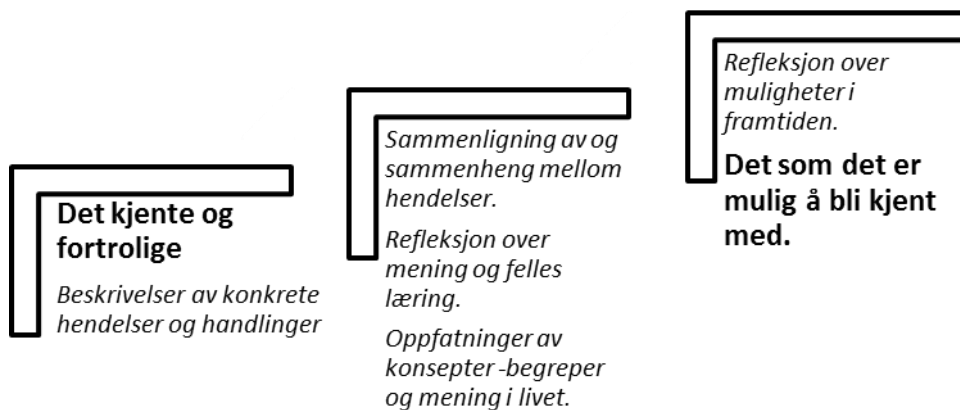 Det kjente og
fortrolige
Beskrivelser av konkrete
hendelser og handlinger
Sammenligning av og
sammenheng mellom
hendelser.
Refleksjon over
mening og felles
læring.
Oppfatninger av
konsepter -begreper
og mening i livet.
Refleksjon over
muligheter i
framtiden.
Det som det er
mulig å bli kjent
med.